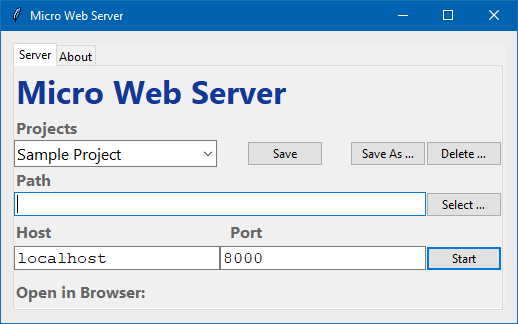 Micro Web Server
Server About
Micro Web Server
Projects
Sample Project Save Save As ... Delete ...
Path
Select ...
Host Port
localhost 8000 Start
Open in Browser: